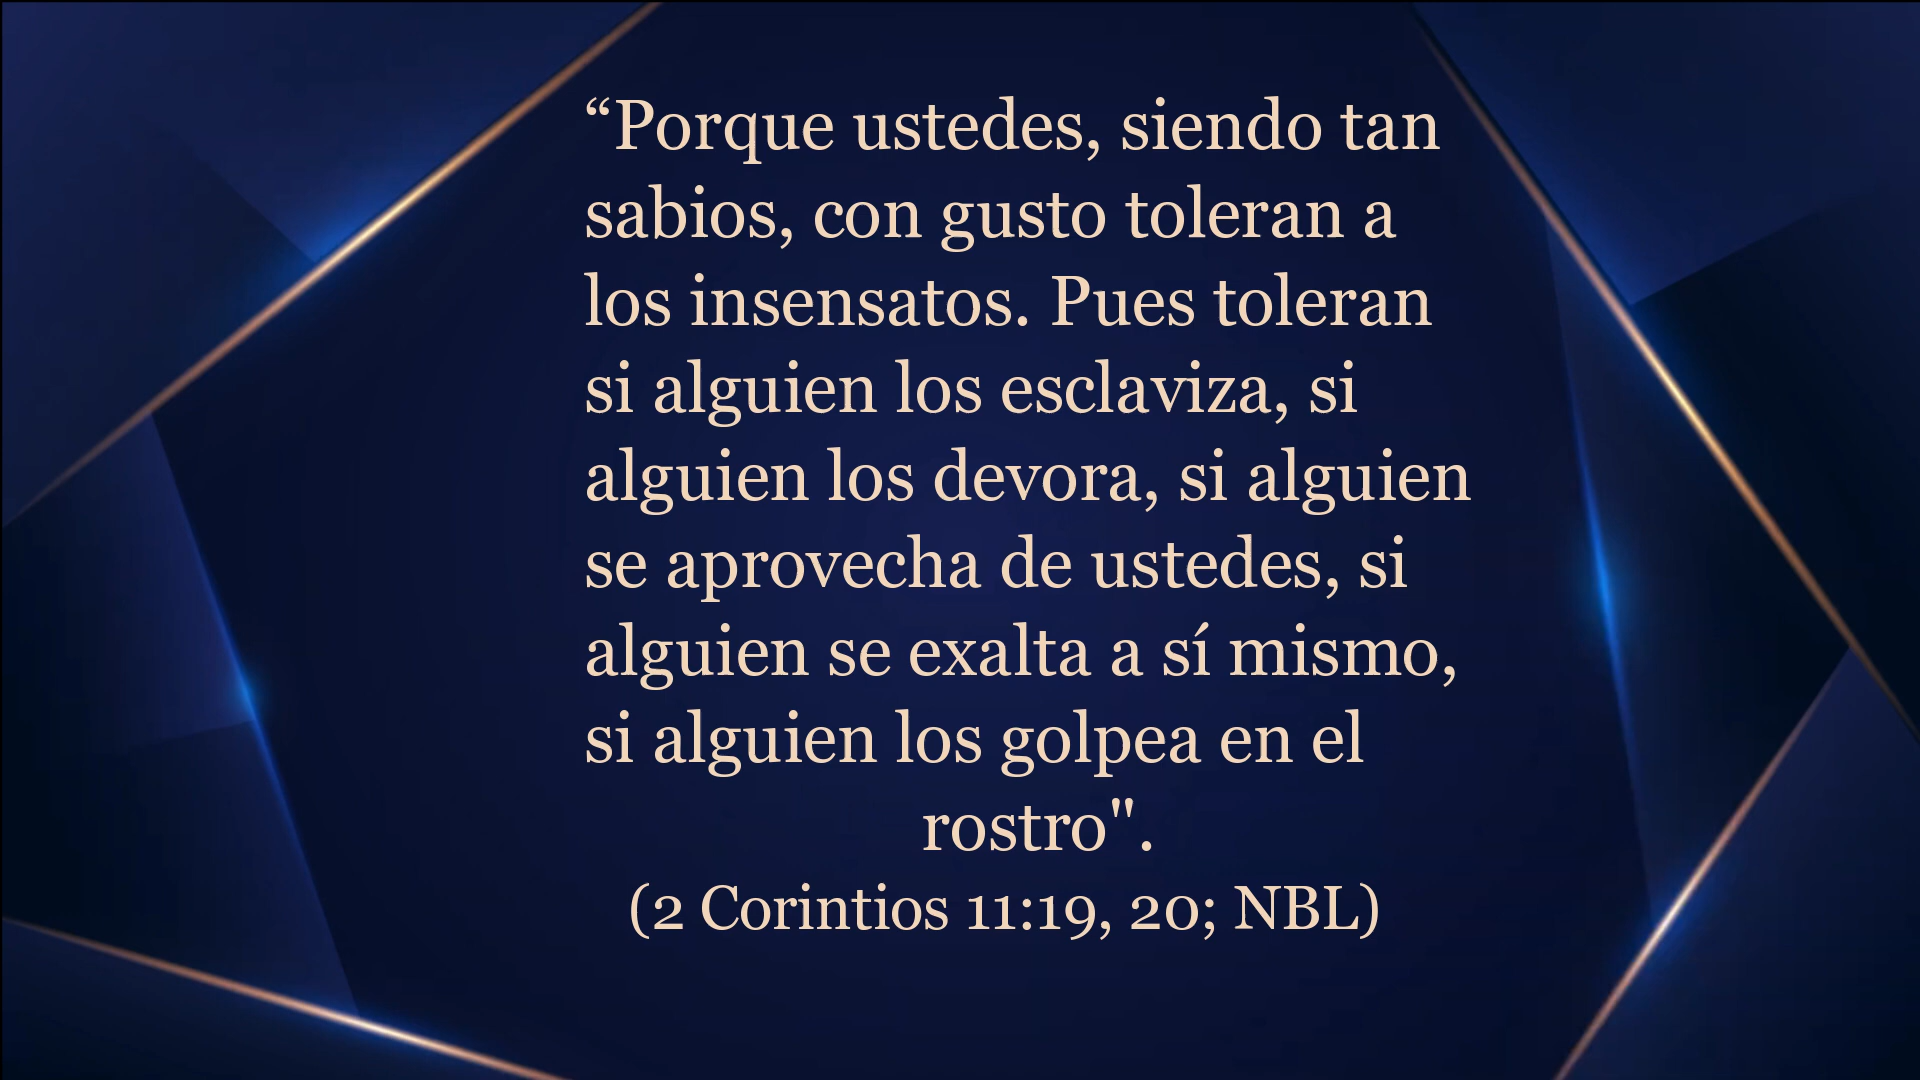 “Porque ustedes, siendo tan
sabios, con gusto toleran a
los insensatos. Pues toleran
si alguien los esclaviza, si
alguien los devora, si alguien
se aprovecha de ustedes, si
alguien se exalta a sí mismo,
si alguien los golpea en el
rostro".
(2 Corintios 11:19, 20; NBL)